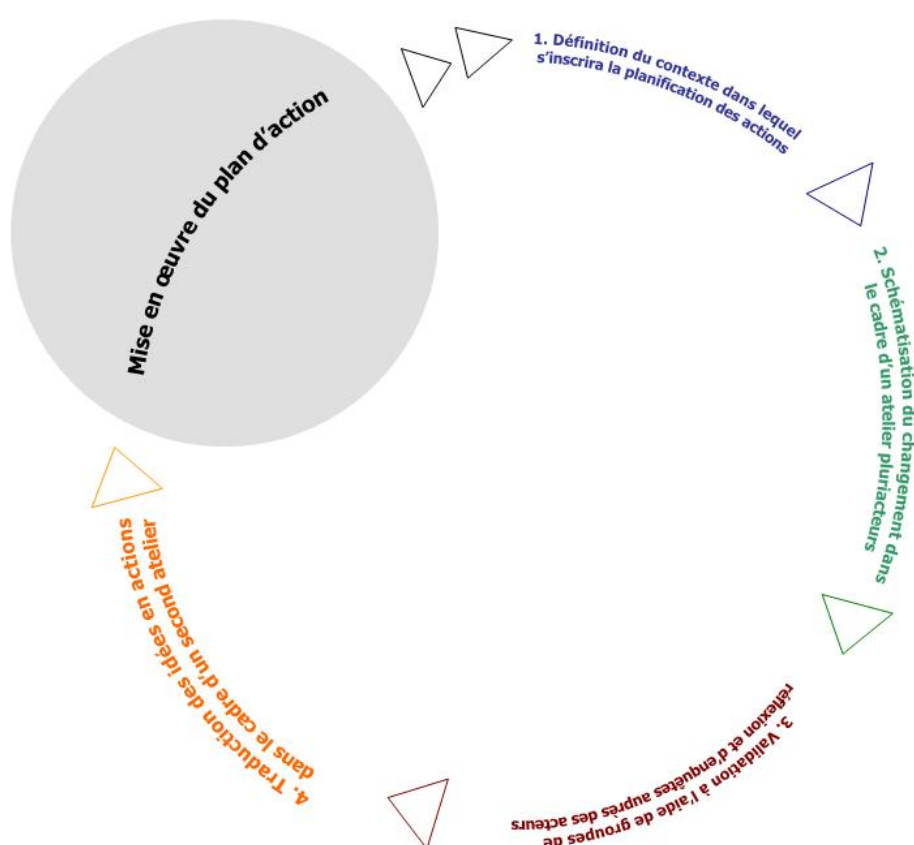 1. Définition du contexte dans lequel
s'inscrira la planification des actions
2. Schématisation du changement dans
le cadre d'un atelier pluriacteurs
3. Validation à l'aide de groupes de
réflexion et d'enquêtes auprès des acteurs
4. Traduction des idées en actions
dans le cadre d'un second atelier
Mise en œuvre du plan d'action